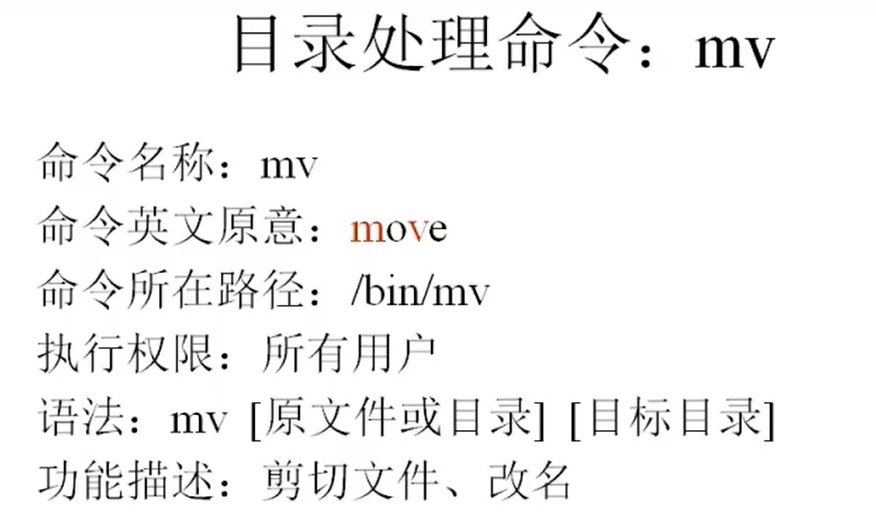 目录处理命令：mv
命令名称：mv
命令英文原意：move
命令所在路径：/bin/mv
执行权限：所有用户
语法：mv [原文件或目录] [目标目录]
功能描述：剪切文件、改名